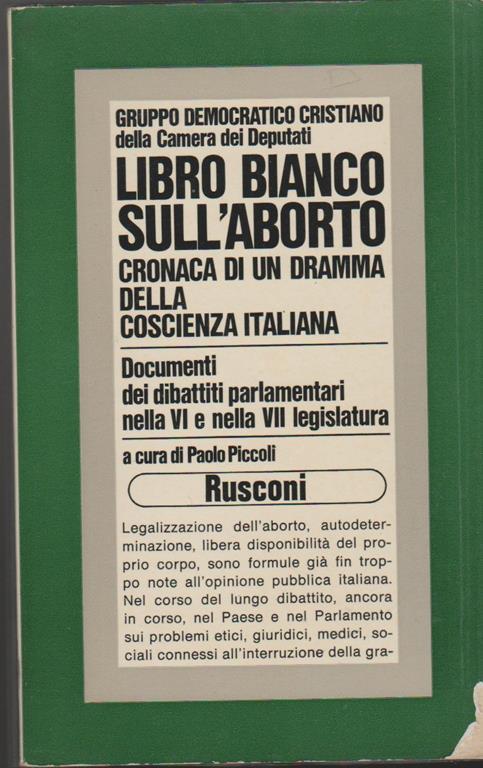 GRUPPO DEMOCRATICO CRISTIANO
della Camera dei Deputati
LIBRO BIANCO
SULL'ABORTO
CRONACA DI UN DRAMMA
DELLA
COSCIENZA ITALIANA
Documenti
dei dibattiti parlamentari
nella VI e nella VII legislatura
a cura di Paolo Piccoli
Rusconi
Legalizzazione dell'aborto, autodeter-
minazione, libera disponibilità del pro-
prio corpo, sono formule già fin trop-
po note all'opinione pubblica italiana.
Nel corso del lungo dibattito, ancora
in corso, nel Paese e nel Parlamento
sui problemi etici, giuridici, medici, so-
ciali connessi all'interruzione della gra-